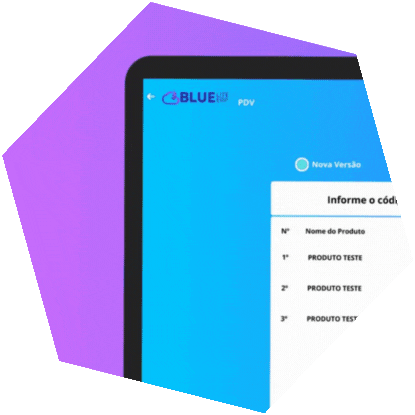 BLUE
PDV
Nova Versão
Informe o códi
Nº Nome do Produto
1º PRODUTO TESTE
2º PRODUTO TESTE
3º PRODUTO TEST